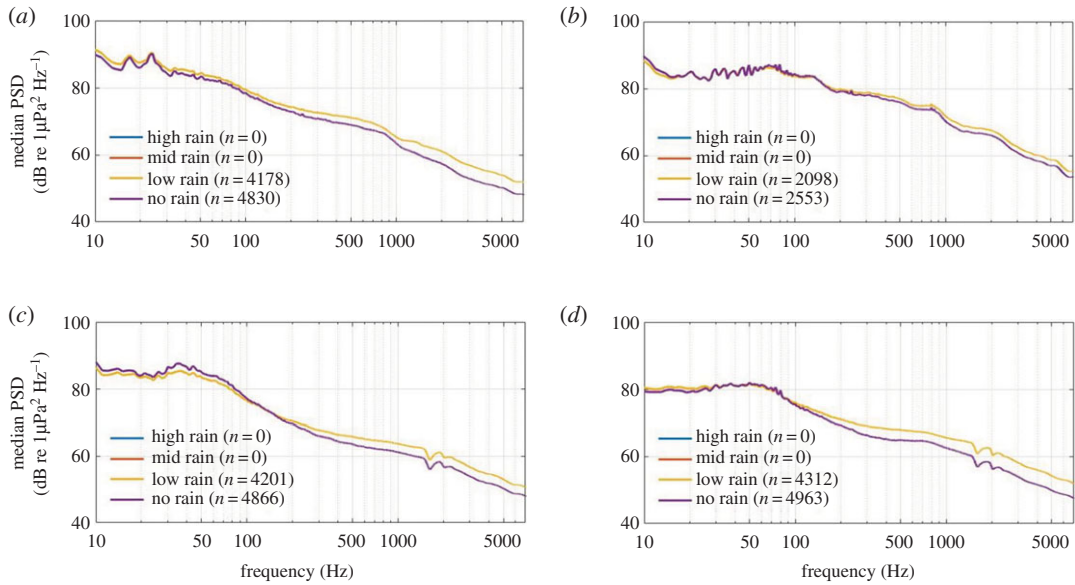 (a)
100
80
60
40
median PSD
(dB re 1μPa² Hz⁻¹)
high rain (n=0)
mid rain (n=0)
low rain (n=4178)
no rain (n=4830)
10 50 100 500 1000 5000
(b)
100
80
60
40
high rain (n=0)
mid rain (n=0)
low rain (n=2098)
no rain (n=2553)
10 50 100 500 1000 5000
(c)
100
80
60
40
median PSD
(dB re 1μPa² Hz⁻¹)
high rain (n=0)
mid rain (n=0)
low rain (n=4201)
no rain (n=4866)
10 50 100 500 1000 5000
frequency (Hz)
(d)
100
80
60
40
high rain (n=0)
mid rain (n=0)
low rain (n=4312)
no rain (n=4963)
10 50 100 500 1000 5000
frequency (Hz)